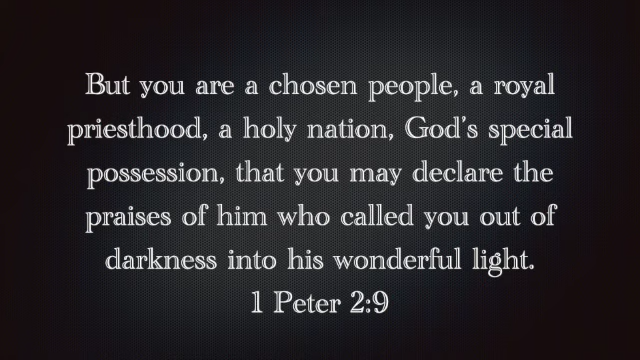 But you are a chosen people, a royal
priesthood, a holy nation, God's special
possession, that you may declare the
praises of him who called you out of
darkness into his wonderful light.
1 Peter 2:9